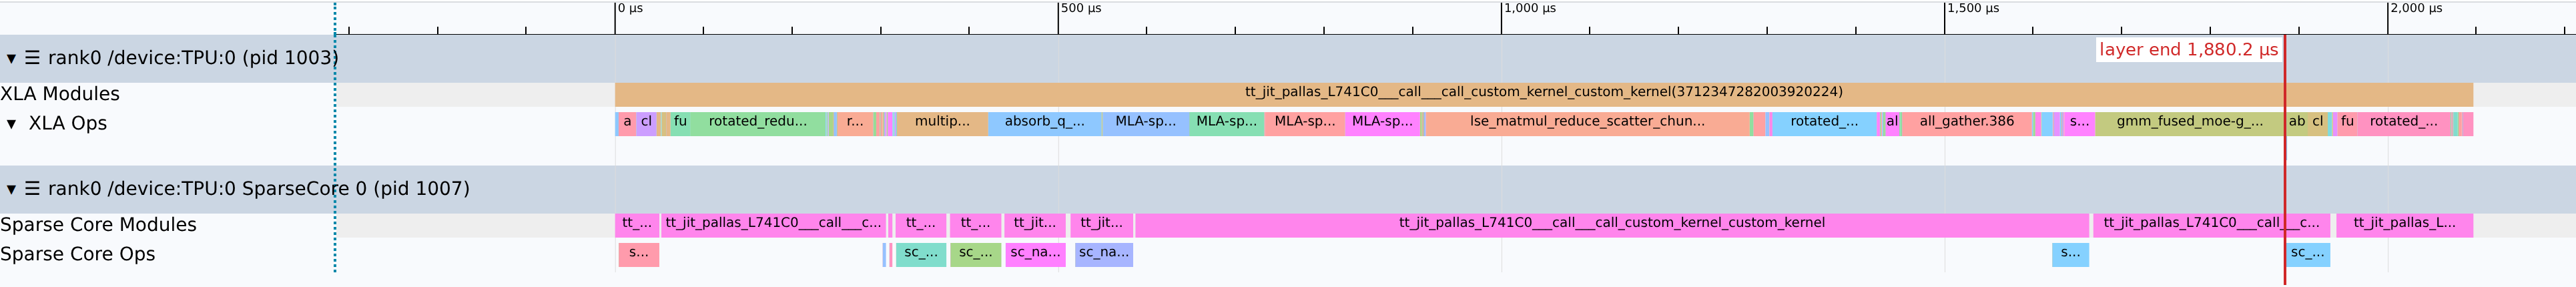 0 µs 500 µs 1,000 µs 1,500 µs 2,000 µs
▼ ☰ rank0 /device:TPU:0 (pid 1003)
layer end 1,880.2 µs
XLA Modules tt_jit_pallas_L741C0___call___call_custom_kernel_custom_kernel(3712347282003920224)
▼ XLA Ops a cl fu rotated_redu... r... multip... absorb_q_... MLA-sp... MLA-sp... MLA-sp... MLA-sp... lse_matmul_reduce_scatter_chun... rotated_... al all_gather.386 s... gmm_fused_moe-g_... ab cl fu rotated_...
▼ ☰ rank0 /device:TPU:0 SparseCore 0 (pid 1007)
Sparse Core Modules tt_... tt_jit_pallas_L741C0___call___c... tt_... tt_... tt_jit... tt_jit... tt_jit_pallas_L741C0___call___call_custom_kernel_custom_kernel tt_jit_pallas_L741C0___call___c... tt_jit_pallas_L...
Sparse Core Ops s... sc_... sc_... sc_na... sc_na... s... sc_...